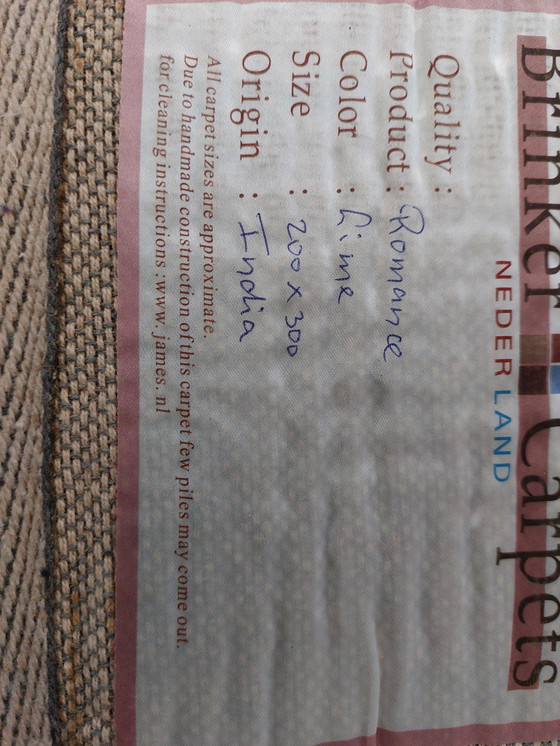 Brinker Carpets
NEDERLAND
Quality :
Product : Romance
Color : Lime
Size : 200 x 300
Origin : India
All carpet sizes are approximate.
Due to handmade construction of this carpet few piles may come out.
for cleaning instructions :www. james. nl